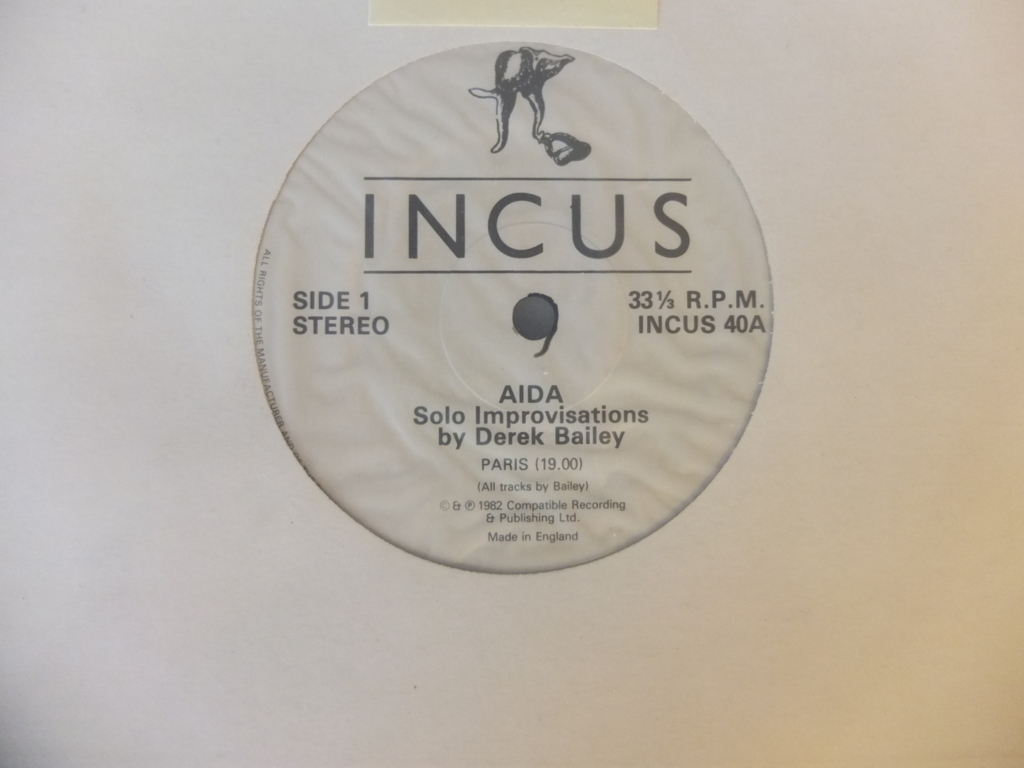 INCUS
SIDE 1
STEREO
33⅓ R.P.M.
INCUS 40A
AIDA
Solo Improvisations
by Derek Bailey
PARIS (19.00)
(All tracks by Bailey)
© & ℗ 1982 Compatible Recording
& Publishing Ltd.
Made in England
ALL RIGHTS OF THE MANUFACTURER AND